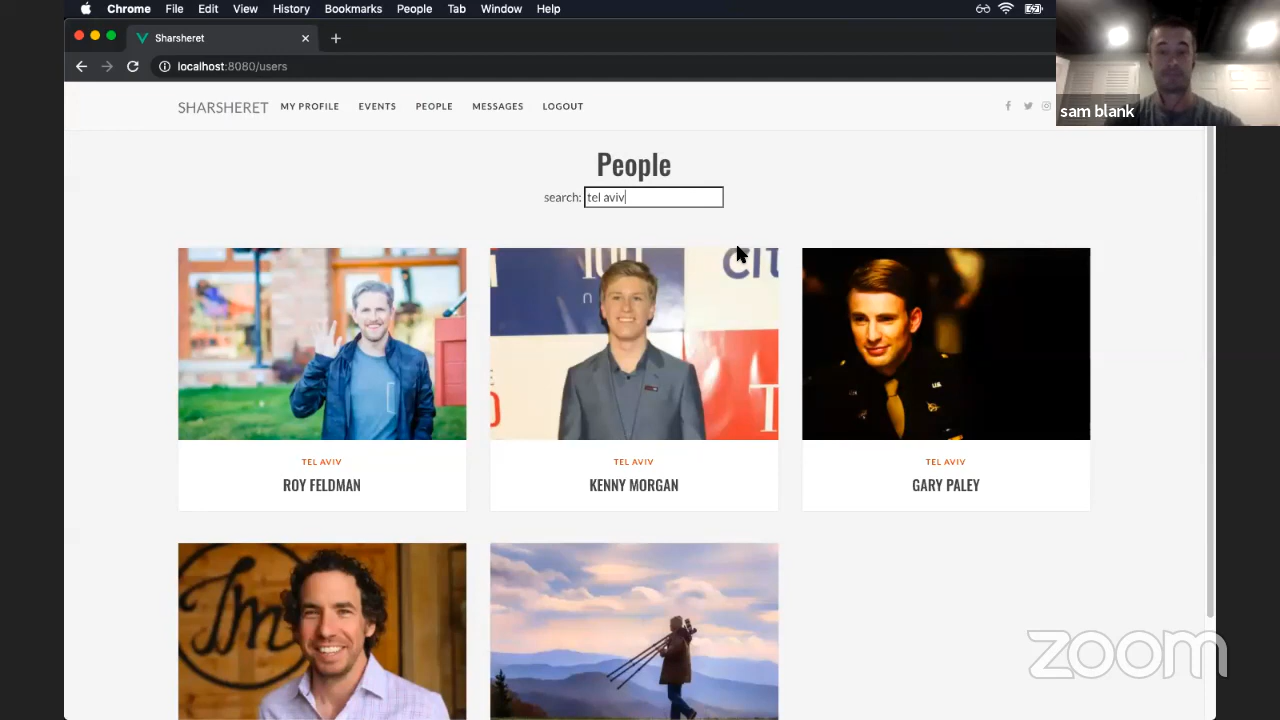 Chrome File Edit View History Bookmarks People Tab Window Help
Sharsheret
localhost:8080/users
sam blank
SHARSHERET MY PROFILE EVENTS PEOPLE MESSAGES LOGOUT
People
search: tel aviv
citi
TEL AVIV
ROY FELDMAN
TEL AVIV
KENNY MORGAN
TEL AVIV
GARY PALEY
zoom